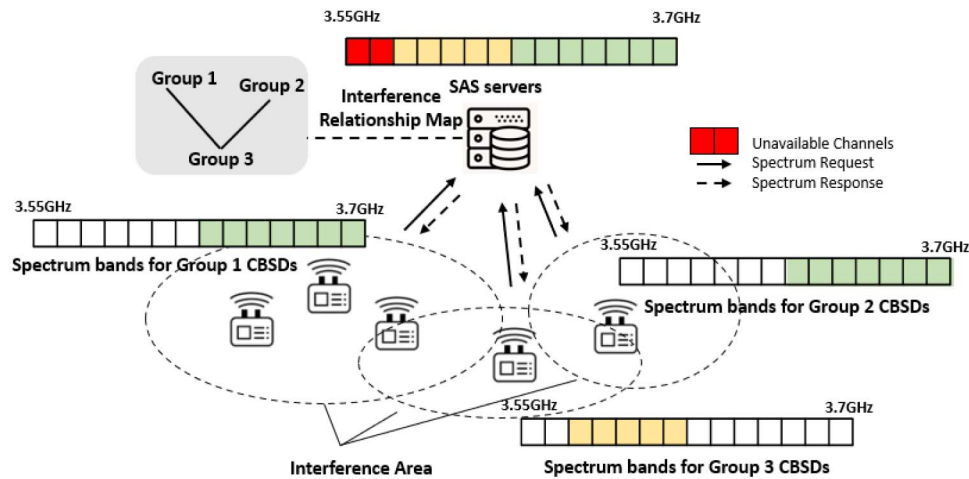 3.55GHz
3.7GHz
SAS servers
Group 1
Group 2
Group 3
Interference
Relationship Map
Unavailable Channels
Spectrum Request
Spectrum Response
3.55GHz
3.7GHz
Spectrum bands for Group 1 CBSDs
3.55GHz
3.7GHz
Spectrum bands for Group 2 CBSDs
3.55GHz
3.7GHz
Interference Area
Spectrum bands for Group 3 CBSDs